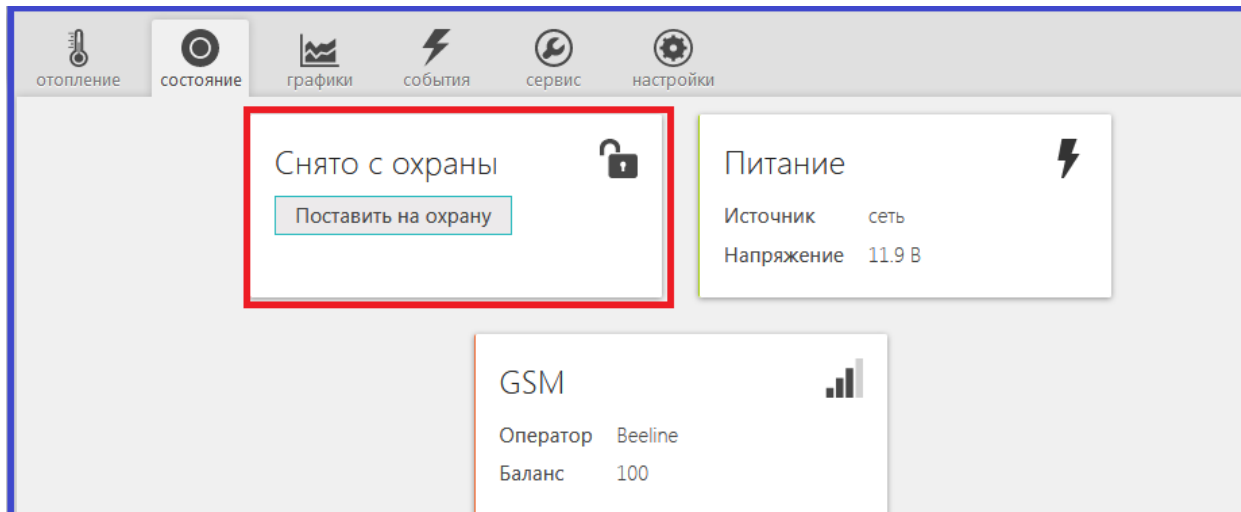 отопление состояние графики события сервис настройки
Снято с охраны
Поставить на охрану
Питание
Источник сеть
Напряжение 11.9 В
GSM
Оператор Beeline
Баланс 100